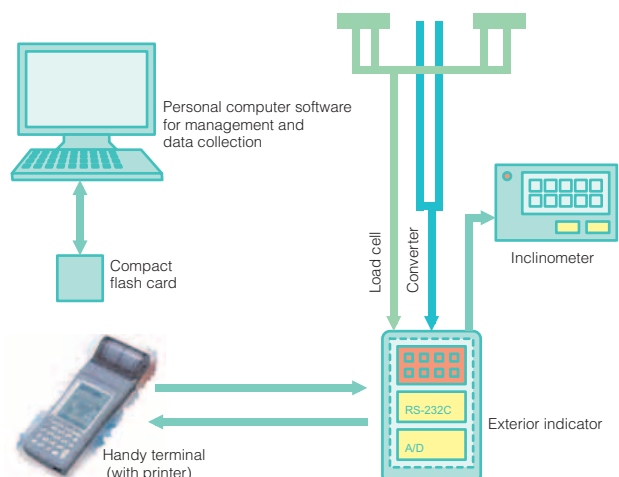 Personal computer software
for management and
data collection
Compact
flash card
Load cell
Converter
Inclinometer
RS-232C
A/D
Exterior indicator
Handy terminal
(with printer)